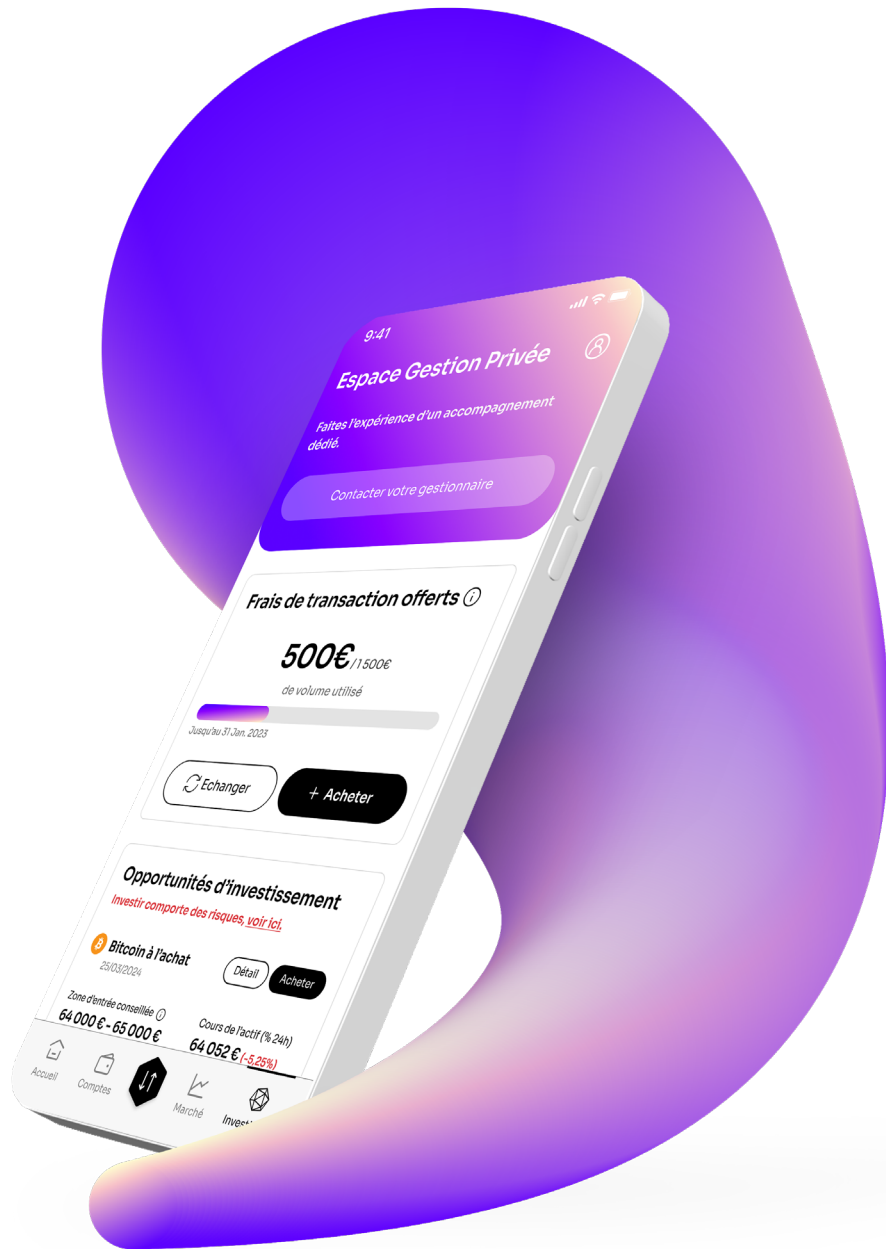 9:41
Espace Gestion Privée
Faites l'expérience d'un accompagnement
dédié.
Contacter votre gestionnaire
Frais de transaction offerts
500€/1 500€
de volume utilisé
Jusqu'au 31 Jan. 2023
Echanger
+ Acheter
Opportunités d'investissement
Investir comporte des risques, voir ici.
Bitcoin à l'achat
25/03/2024
Détail
Acheter
Zone d'entrée conseillée
64 000 € - 65 000 €
Cours de l'actif (% 24h)
64 052 € (-5,25%)
Accueil
Comptes
Marché